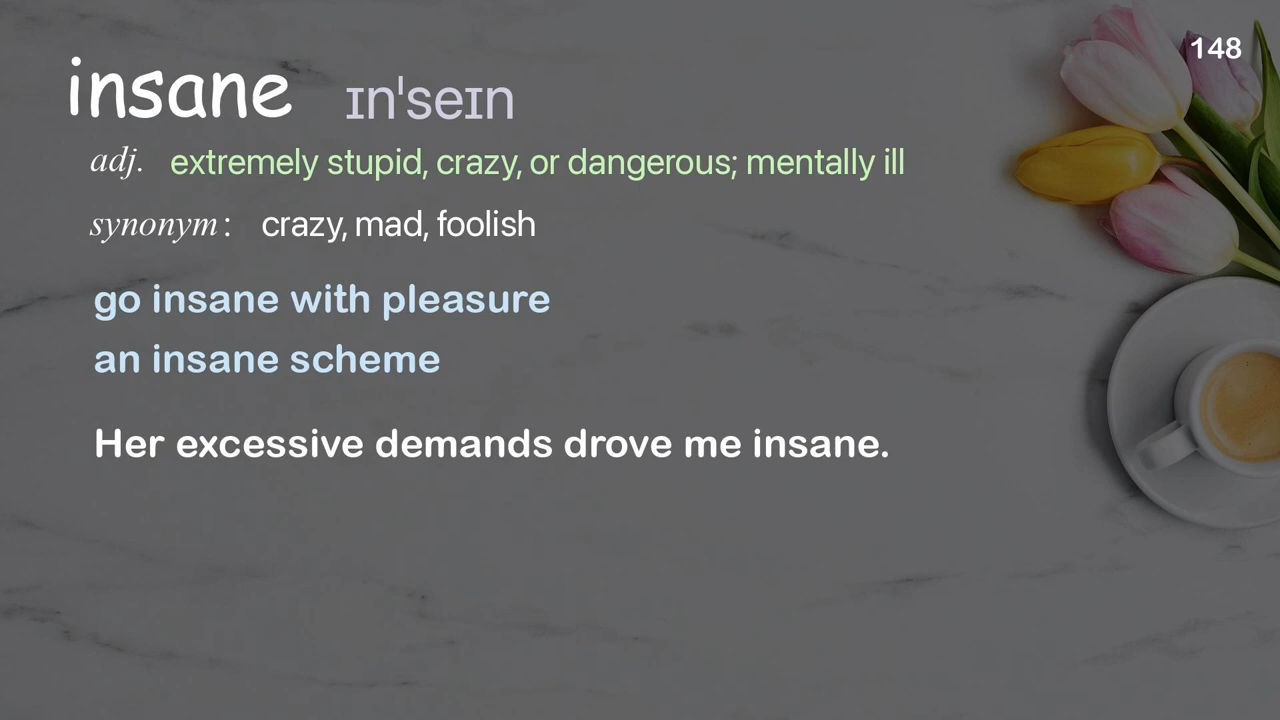 148
insane ɪnˈseɪn
adj. extremely stupid, crazy, or dangerous; mentally ill
synonym: crazy, mad, foolish
go insane with pleasure
an insane scheme
Her excessive demands drove me insane.